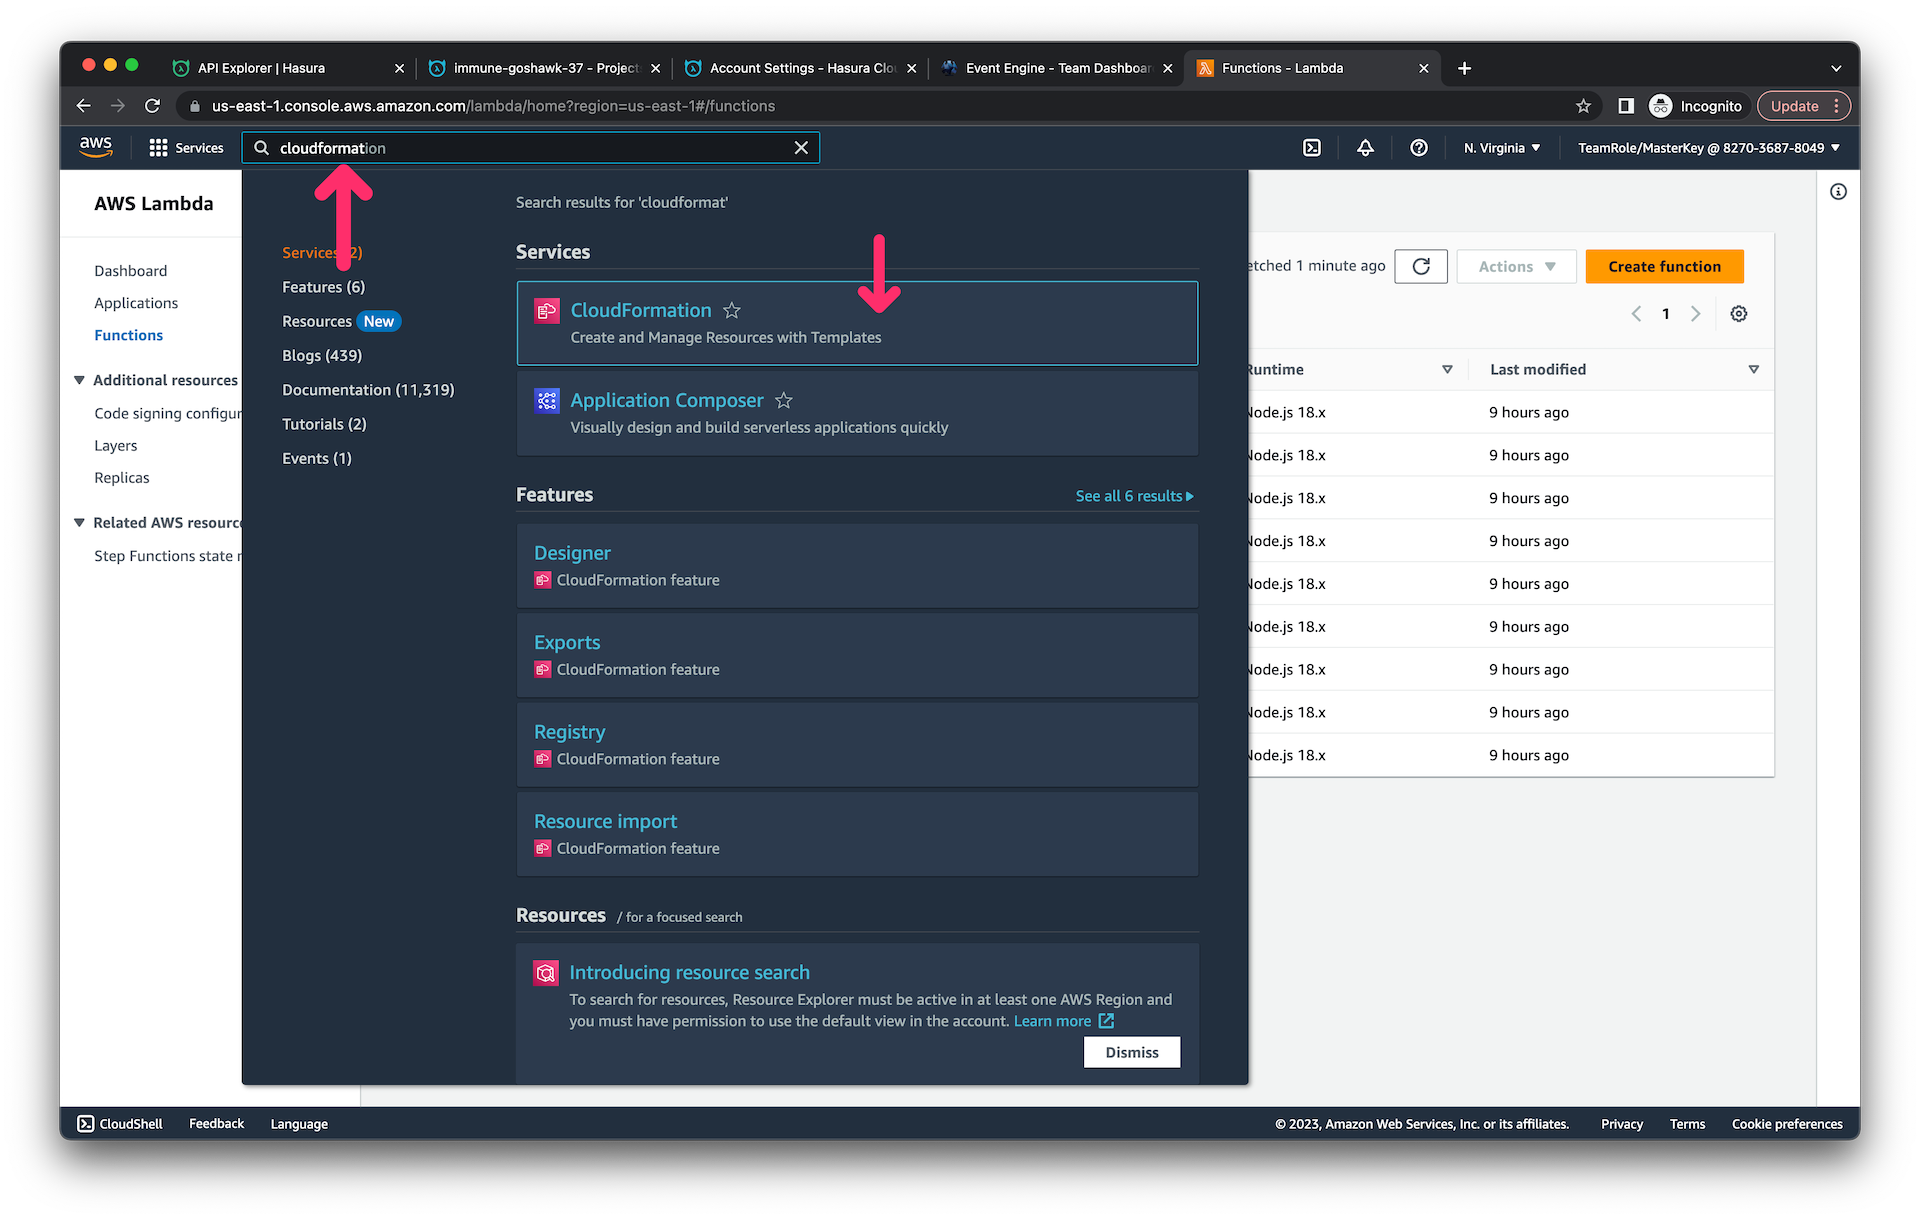 API Explorer | Hasura
immune-goshawk-37 - Project
Account Settings - Hasura Clou
Event Engine - Team Dashboar
Functions - Lambda
us-east-1.console.aws.amazon.com/lambda/home?region=us-east-1#/functions
Incognito
Update
aws
Services
cloudformation
N. Virginia
TeamRole/MasterKey @ 8270-3687-8049
AWS Lambda
Dashboard
Applications
Functions
Additional resources
Code signing configur
Layers
Replicas
Related AWS resourc
Step Functions state
Services (2)
Features (6)
Resources New
Blogs (439)
Documentation (11,319)
Tutorials (2)
Events (1)
Search results for 'cloudformat'
Services
CloudFormation
Create and Manage Resources with Templates
Application Composer
Visually design and build serverless applications quickly
Features
See all 6 results
Designer
CloudFormation feature
Exports
CloudFormation feature
Registry
CloudFormation feature
Resource import
CloudFormation feature
Resources / for a focused search
Introducing resource search
To search for resources, Resource Explorer must be active in at least one AWS Region and
you must have permission to use the default view in the account. Learn more
Dismiss
etched 1 minute ago
Actions
Create function
1
Runtime
Last modified
Node.js 18.x
9 hours ago
Node.js 18.x
9 hours ago
Node.js 18.x
9 hours ago
Node.js 18.x
9 hours ago
Node.js 18.x
9 hours ago
Node.js 18.x
9 hours ago
Node.js 18.x
9 hours ago
Node.js 18.x
9 hours ago
Node.js 18.x
9 hours ago
CloudShell
Feedback
Language
© 2023, Amazon Web Services, Inc. or its affiliates.
Privacy
Terms
Cookie preferences